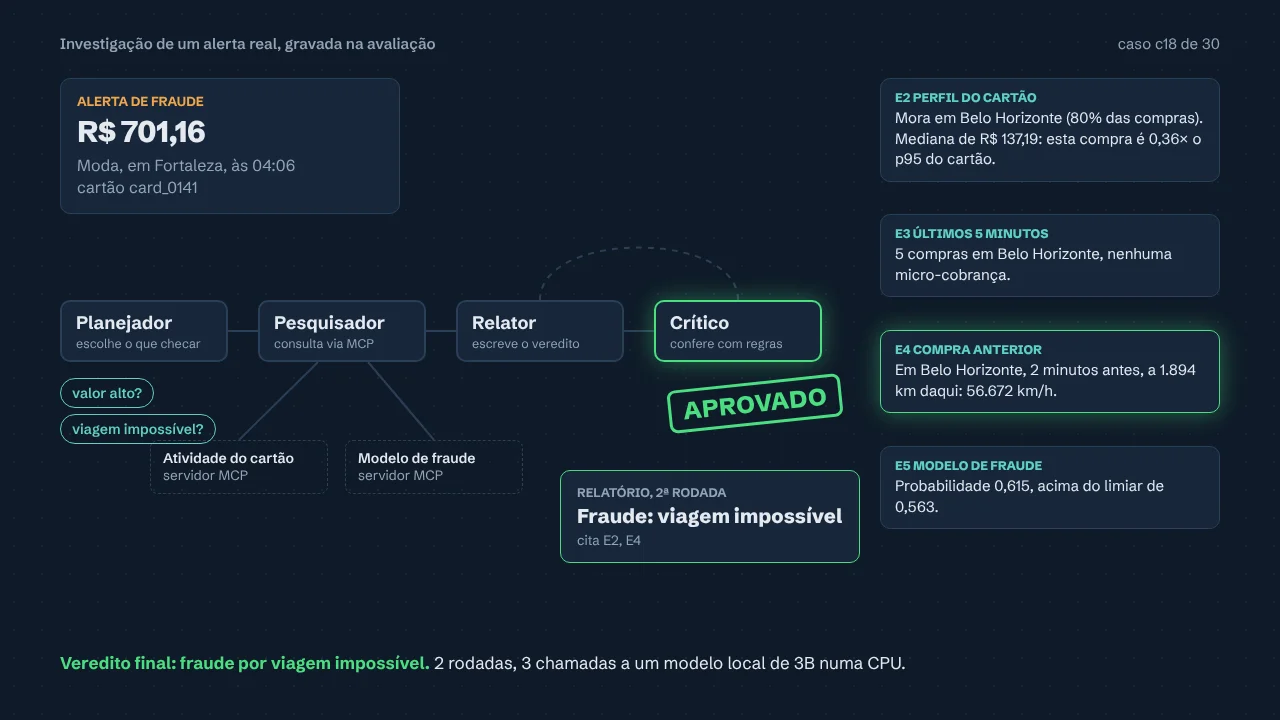 Investigação de um alerta real, gravada na avaliação
caso c18 de 30
ALERTA DE FRAUDE
R$ 701,16
Moda, em Fortaleza, às 04:06
cartão card_0141
E2 PERFIL DO CARTÃO
Mora em Belo Horizonte (80% das compras).
Mediana de R$ 137,19: esta compra é 0,36× o
p95 do cartão.
E3 ÚLTIMOS 5 MINUTOS
5 compras em Belo Horizonte, nenhuma
micro-cobrança.
Planejador
escolhe o que checar
Pesquisador
consulta via MCP
Relator
escreve o veredito
Crítico
confere com regras
E4 COMPRA ANTERIOR
Em Belo Horizonte, 2 minutos antes, a 1.894
km daqui: 56.672 km/h.
valor alto?
viagem impossível?
APROVADO
Atividade do cartão
servidor MCP
Modelo de fraude
servidor MCP
E5 MODELO DE FRAUDE
Probabilidade 0,615, acima do limiar de
0,563.
RELATÓRIO, 2ª RODADA
Fraude: viagem impossível
cita E2, E4
Veredito final: fraude por viagem impossível. 2 rodadas, 3 chamadas a um modelo local de 3B numa CPU.